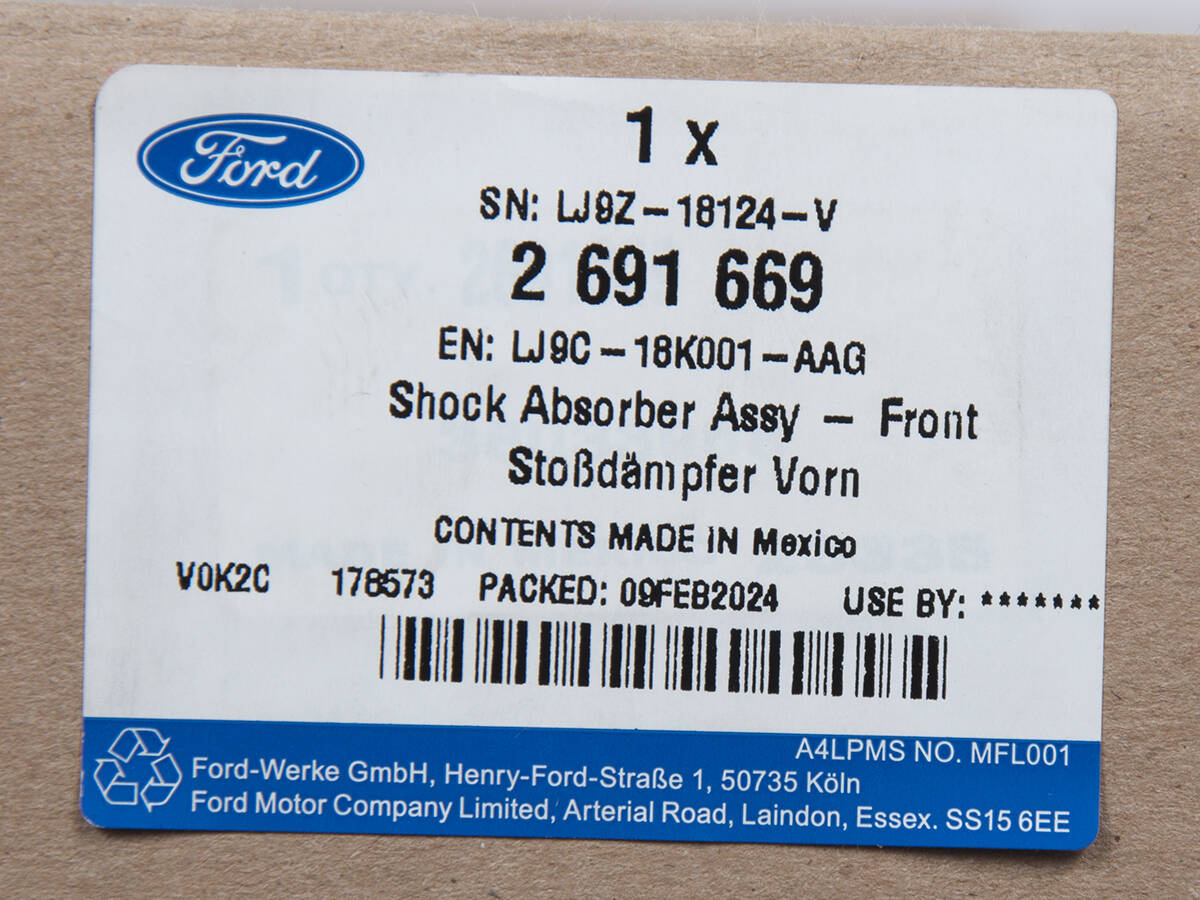 Ford
1 x
SN: LJ9Z-18124-V
2 691 669
EN: LJ9C-18K001-AAG
Shock Absorber Assy - Front
Stoßdämpfer Vorn
CONTENTS MADE IN Mexico
V0K2C 178573 PACKED: 09FEB2024 USE BY: *******
A4LPMS NO. MFL001
Ford-Werke GmbH, Henry-Ford-Straße 1, 50735 Köln
Ford Motor Company Limited, Arterial Road, Laindon, Essex. SS15 6EE